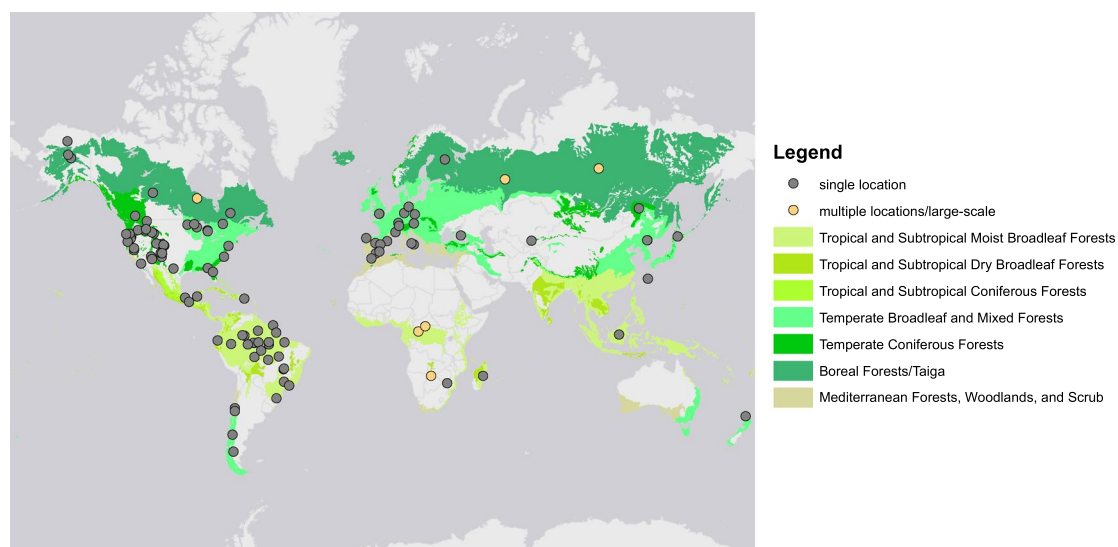 Legend
single location
multiple locations/large-scale
Tropical and Subtropical Moist Broadleaf Forests
Tropical and Subtropical Dry Broadleaf Forests
Tropical and Subtropical Coniferous Forests
Temperate Broadleaf and Mixed Forests
Temperate Coniferous Forests
Boreal Forests/Taiga
Mediterranean Forests, Woodlands, and Scrub